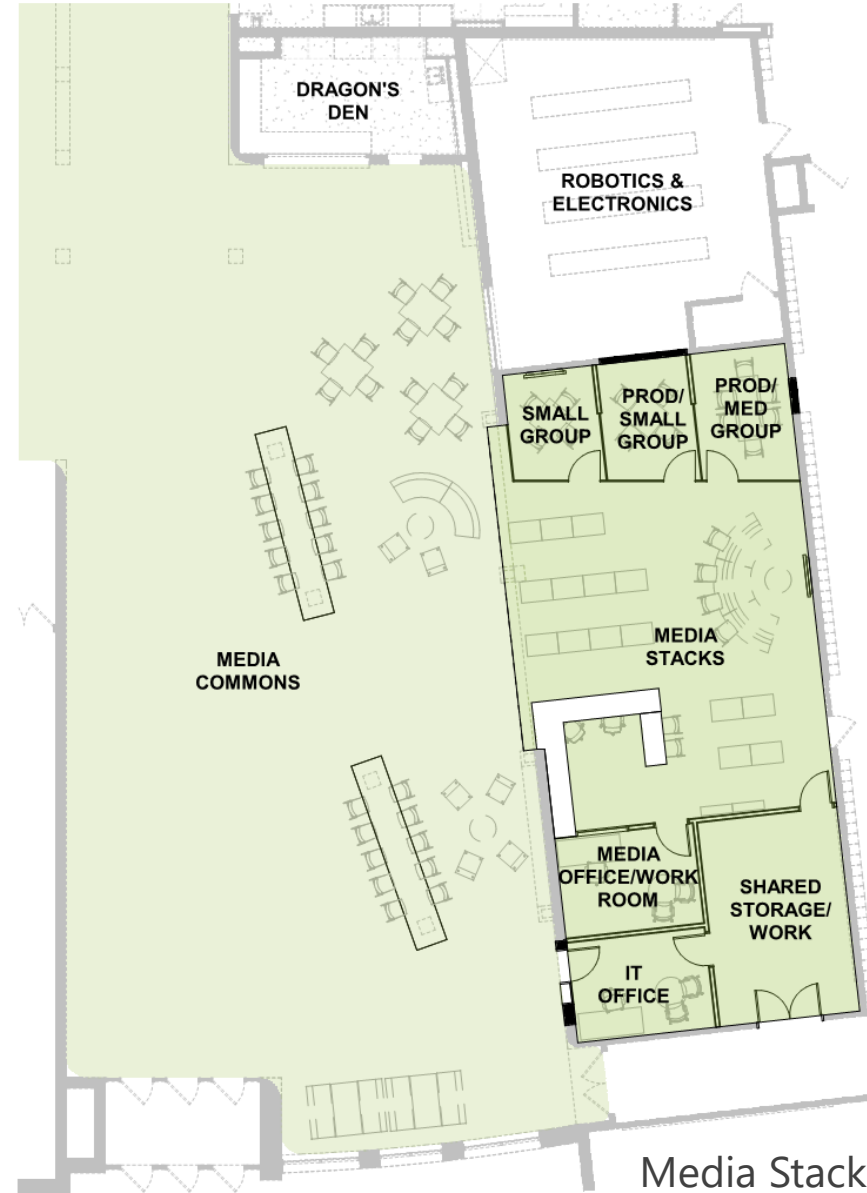 DRAGON'S
DEN
ROBOTICS &
ELECTRONICS
SMALL
GROUP
PROD/
SMALL
GROUP
PROD/
MED
GROUP
MEDIA
STACKS
MEDIA
COMMONS
MEDIA
OFFICE/WORK
ROOM
SHARED
STORAGE/
WORK
IT
OFFICE
Media Stack